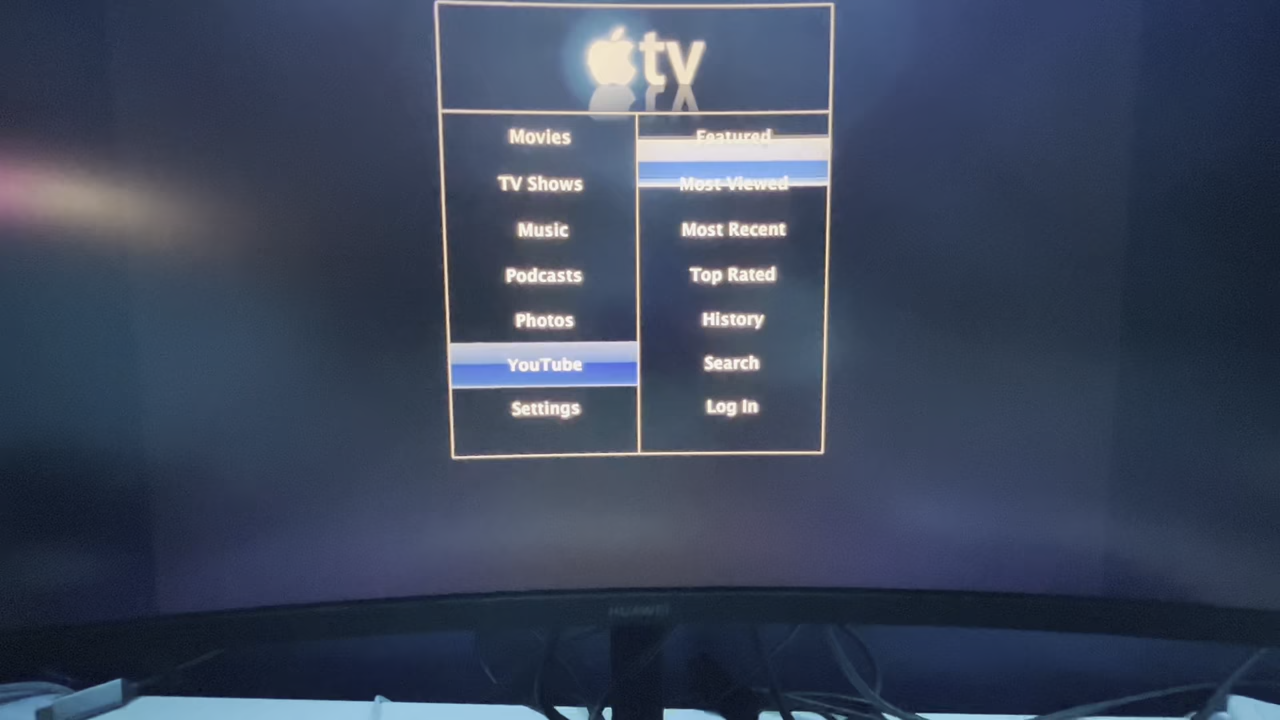 tv
Movies
TV Shows
Music
Podcasts
Photos
YouTube
Settings
Featured
Most Viewed
Most Recent
Top Rated
History
Search
Log In
HUAWEI